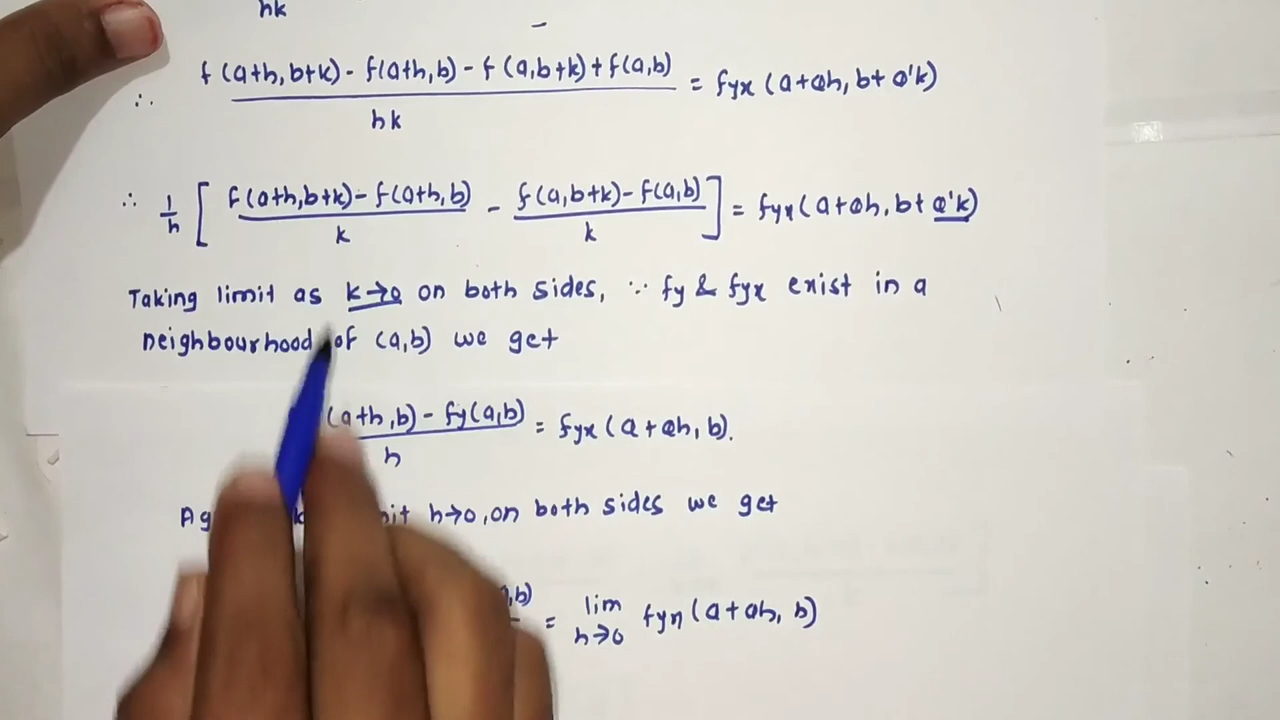 hk
∴ f(a+h, b+k) - f(a+h, b) - f(a, b+k) + f(a,b) / hk = fyx (a+θh, b+θ'k)
∴ 1/h [ f(a+h, b+k) - f(a+h, b) / k - f(a, b+k) - f(a,b) / k ] = fyx (a+θh, b+θ'k)
Taking limit as k→0 on both sides, ∵ fy & fyx exist in a
neighbourhood of (a,b) we get
(a+h, b) - fy(a,b) / h = fyx (a+θh, b).
h→0, on both sides we get
,b) = lim h→0 fyx (a+θh, b)